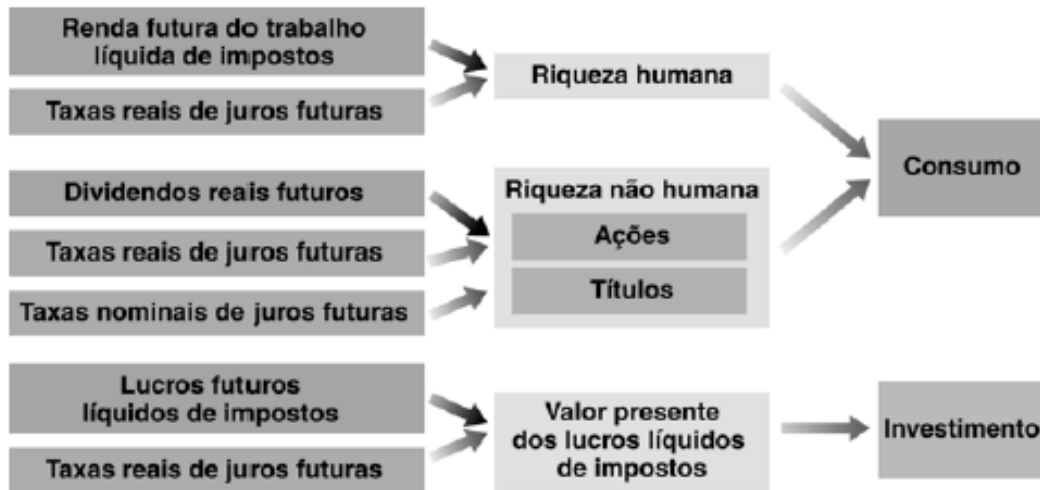 Renda futura do trabalho
líquida de impostos
Taxas reais de juros futuras
Riqueza humana
Dividendos reais futuros
Taxas reais de juros futuras
Taxas nominais de juros futuras
Riqueza não humana
Ações
Títulos
Consumo
Lucros futuros
líquidos de impostos
Taxas reais de juros futuras
Valor presente
dos lucros líquidos
de impostos
Investimento